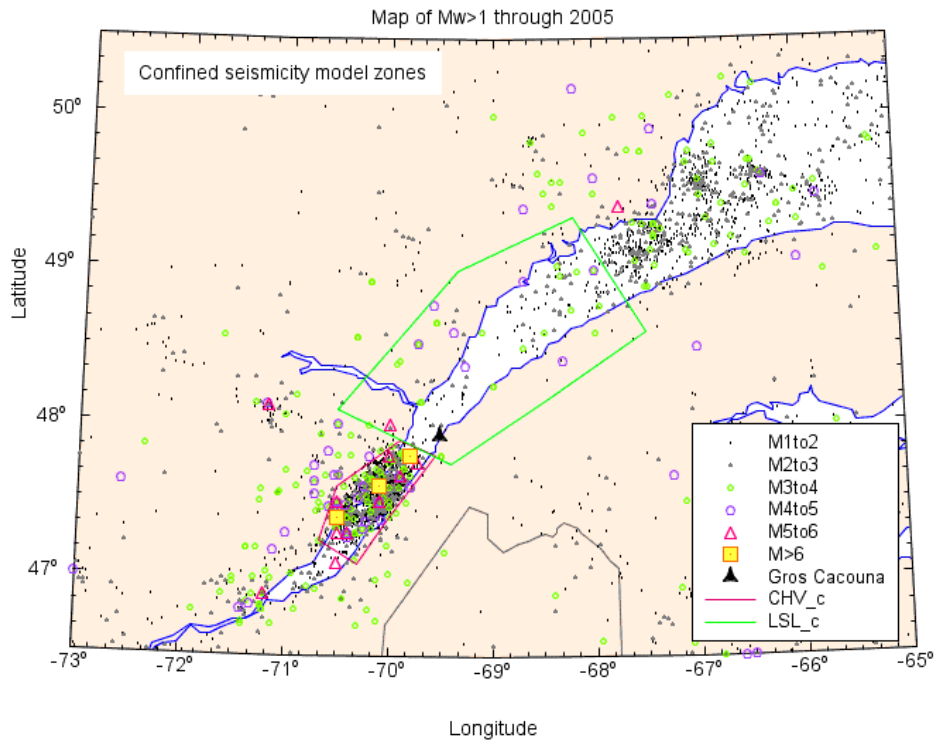 Map of Mw>1 through 2005
Confined seismicity model zones
50°
49°
48°
47°
Latitude
M1to2
M2to3
M3to4
M4to5
M5to6
M>6
Gros Cacouna
CHV_c
LSL_c
-73° -72° -71° -70° -69° -68° -67° -66° -65°
Longitude